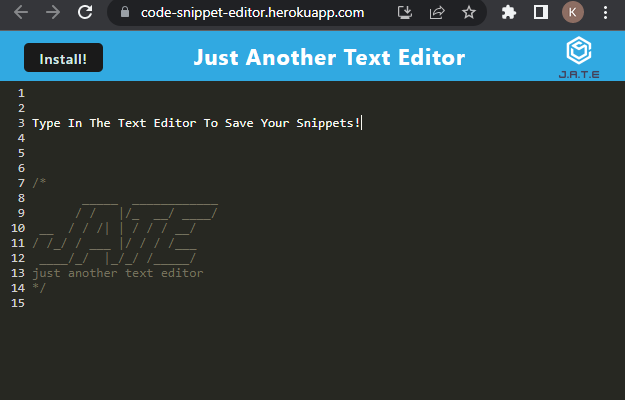 code-snippet-editor.herokuapp.com
K
Install!
Just Another Text Editor
J.A.T.E
1
2
3 Type In The Text Editor To Save Your Snippets!
4
5
6
7 /*
8        _____  ____________
9       / /   |/_  __/ ____/
10  __  / / /| | / / / __/
11 / /_/ / ___ |/ / / /___
12  ____/_/  |_/_/ /_____/
13 just another text editor
14 */
15